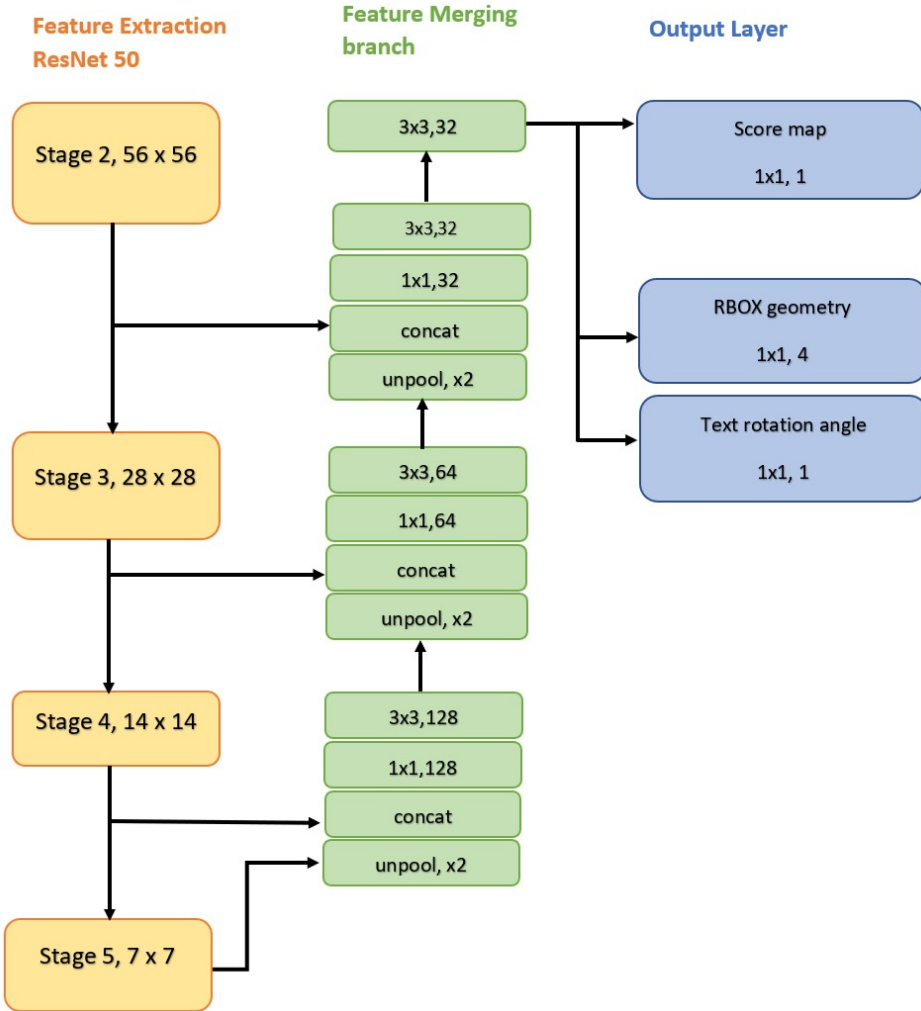 Feature Extraction
ResNet 50
Stage 2, 56 x 56
Stage 3, 28 x 28
Stage 4, 14 x 14
Stage 5, 7 x 7
Feature Merging
branch
3x3,32
3x3,32
1x1,32
concat
unpool, x2
3x3,64
1x1,64
concat
unpool, x2
3x3,128
1x1,128
concat
unpool, x2
Output Layer
Score map
1x1, 1
RBOX geometry
1x1, 4
Text rotation angle
1x1, 1